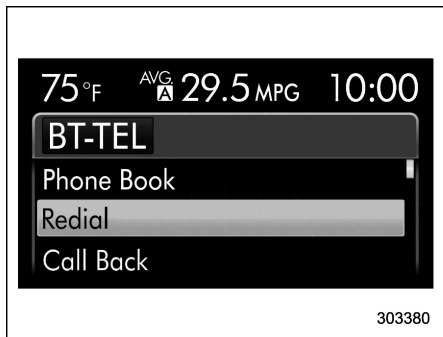 75°F AVG. A 29.5 MPG 10:00
BT-TEL
Phone Book
Redial
Call Back
303380